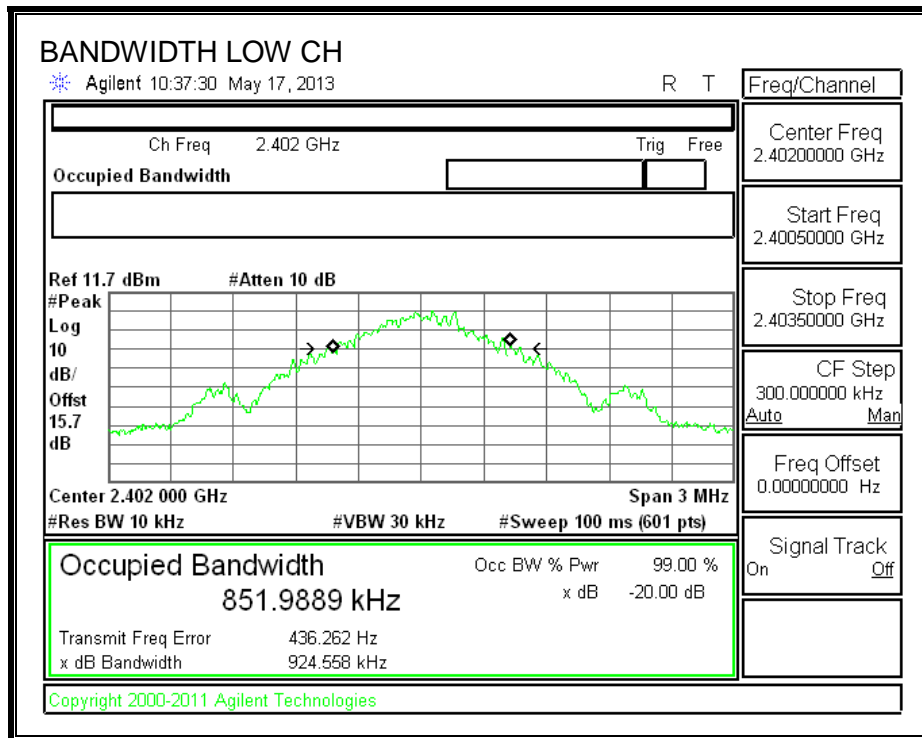 BANDWIDTH LOW CH
Agilent 10:37:30 May 17, 2013 R T
Freq/Channel
Ch Freq 2.402 GHz Trig Free
Occupied Bandwidth
Center Freq
2.40200000 GHz
Start Freq
2.40050000 GHz
Stop Freq
2.40350000 GHz
CF Step
300.000000 kHz
Auto Man
Freq Offset
0.00000000 Hz
Signal Track
On Off
Ref 11.7 dBm #Atten 10 dB
#Peak
Log
10
dB/
Offst
15.7
dB
Center 2.402 000 GHz Span 3 MHz
#Res BW 10 kHz #VBW 30 kHz #Sweep 100 ms (601 pts)
Occupied Bandwidth Occ BW % Pwr 99.00 %
851.9889 kHz x dB -20.00 dB
Transmit Freq Error 436.262 Hz
x dB Bandwidth 924.558 kHz
Copyright 2000-2011 Agilent Technologies